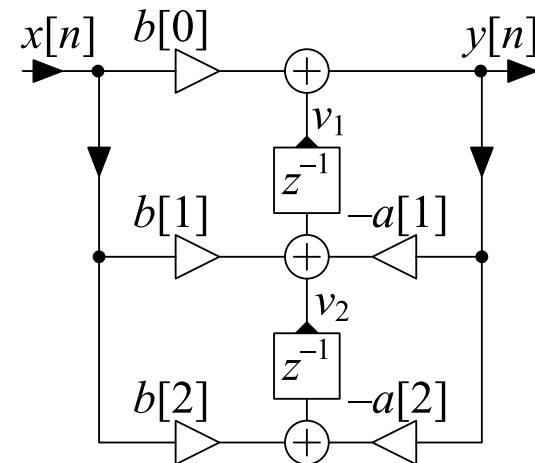 x[n] b[0] y[n]
+
v₁
z⁻¹
b[1] –a[1]
+
v₂
z⁻¹
b[2] –a[2]
+